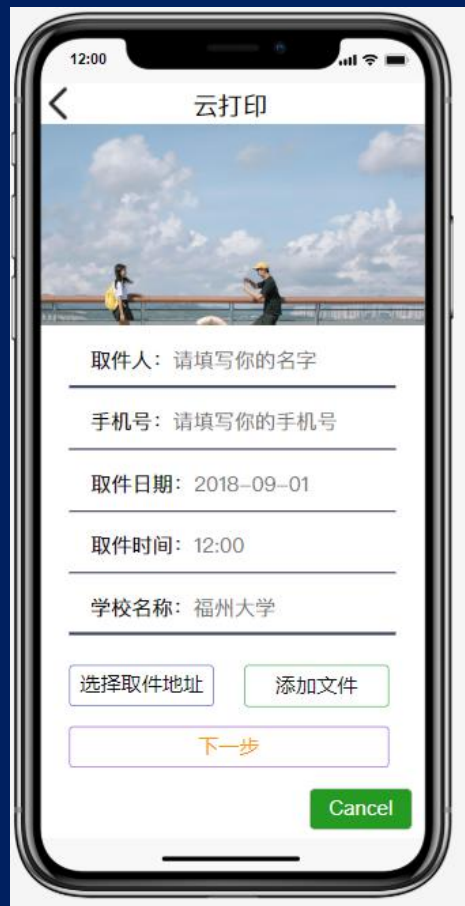 12:00
云打印
取件人：请填写你的名字
手机号：请填写你的手机号
取件日期：2018-09-01
取件时间：12:00
学校名称：福州大学
选择取件地址 添加文件
下一步
Cancel